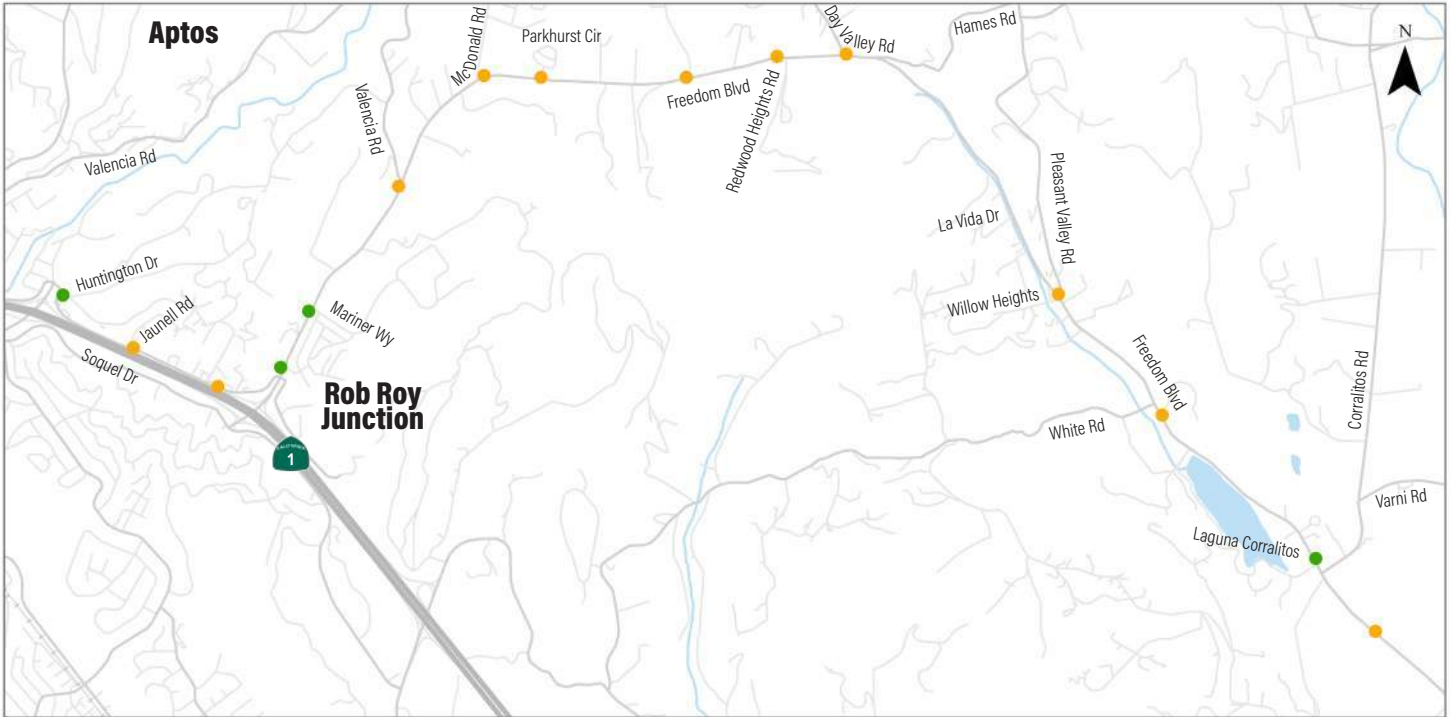 Aptos
McDonald Rd
Parkhurst Cir
Day Valley Rd
Hames Rd
N
Valencia Rd
Freedom Blvd
Redwood Heights Rd
Valencia Rd
Pleasant Valley Rd
La Vida Dr
Huntington Dr
Jaunell Rd
Mariner Wy
Willow Heights
Soquel Dr
Rob Roy
Junction
Freedom Blvd
Corralitos Rd
White Rd
1
Varni Rd
Laguna Corralitos